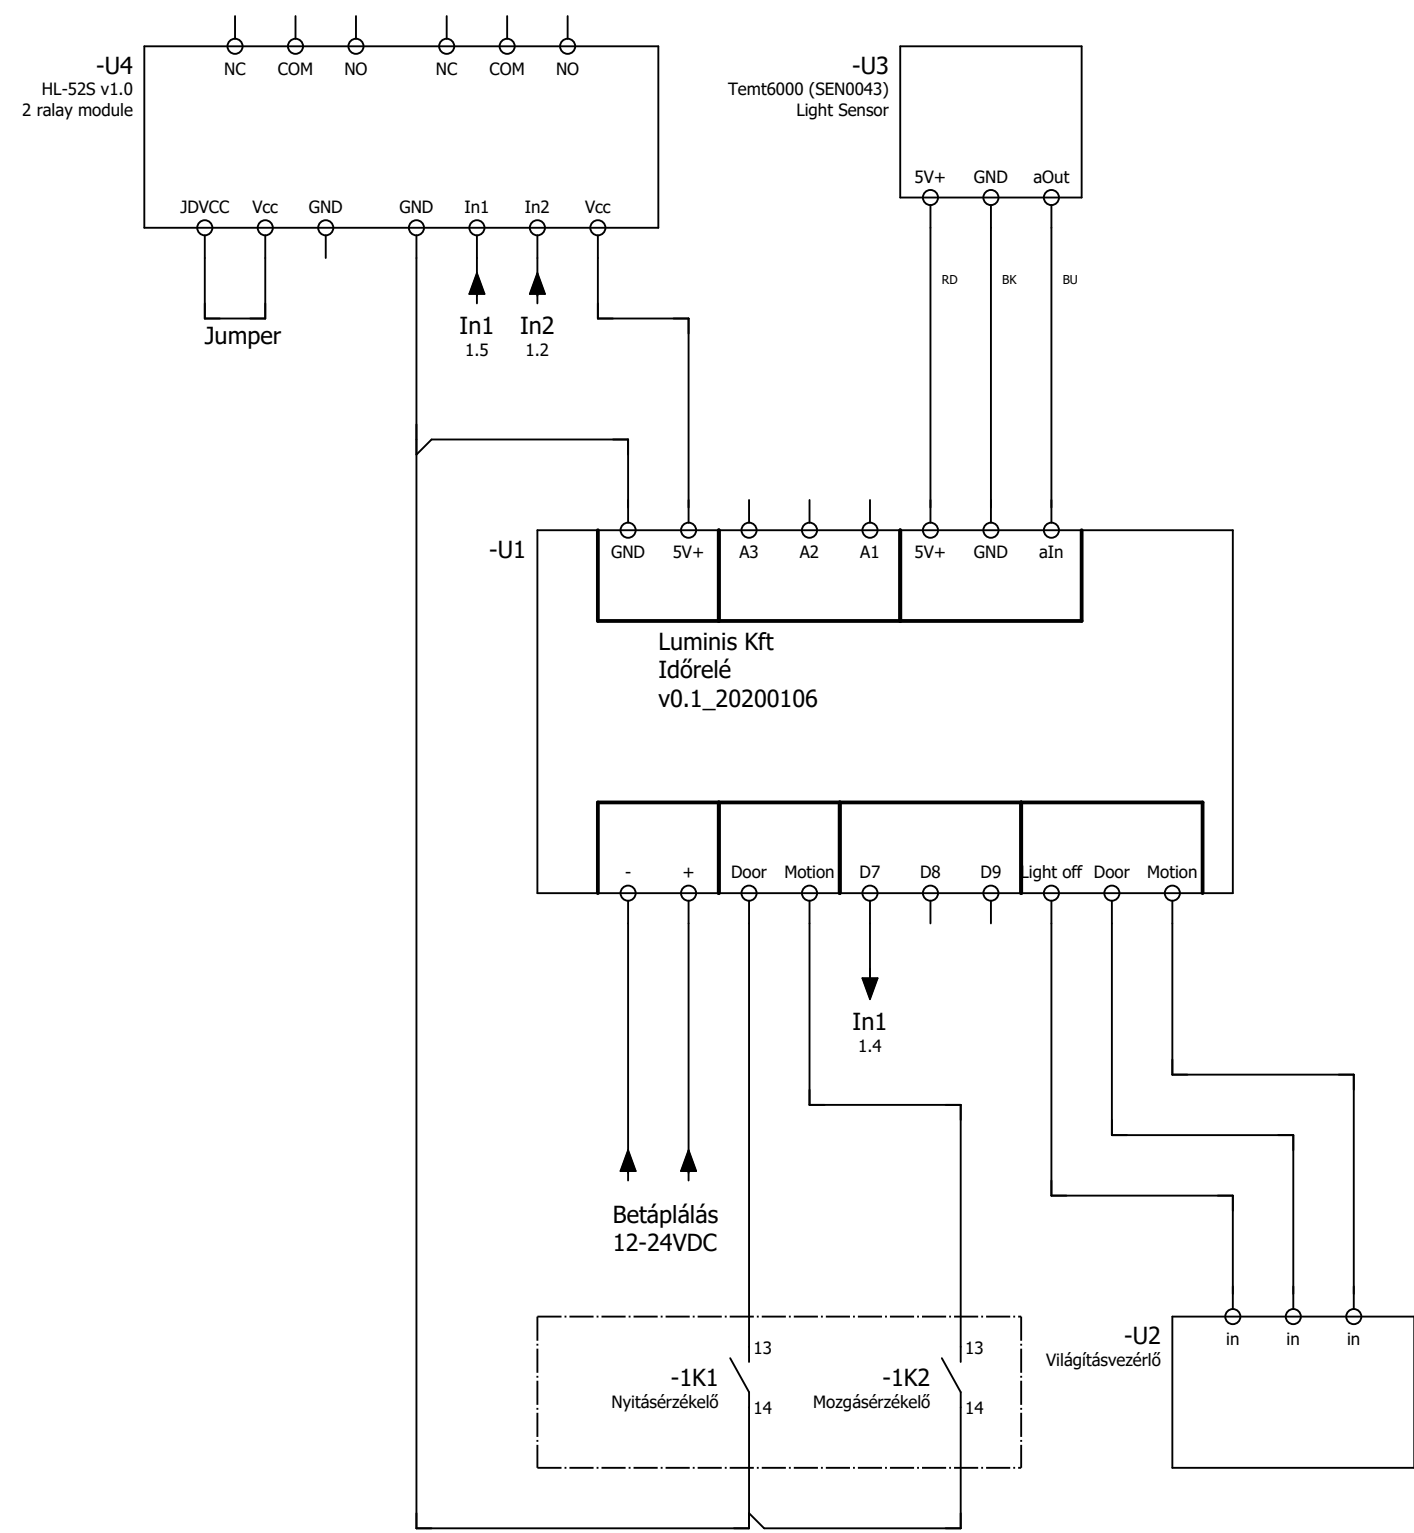 NC COM NO NC COM NO
-U4
HL-52S v1.0
2 ralay module
JDVCC Vcc GND GND In1 In2 Vcc
Jumper
In1
1.5
In2
1.2
-U3
Temt6000 (SEN0043)
Light Sensor
5V+ GND aOut
RD BK BU
-U1
GND 5V+ A3 A2 A1 5V+ GND aIn
Luminis Kft
Időrelé
v0.1_20200106
- + Door Motion D7 D8 D9 Light off Door Motion
In1
1.4
Betáplálás
12-24VDC
-1K1
Nyitásérzékelő
13
14
-1K2
Mozgásérzékelő
13
14
-U2
Világításvezérlő
in in in